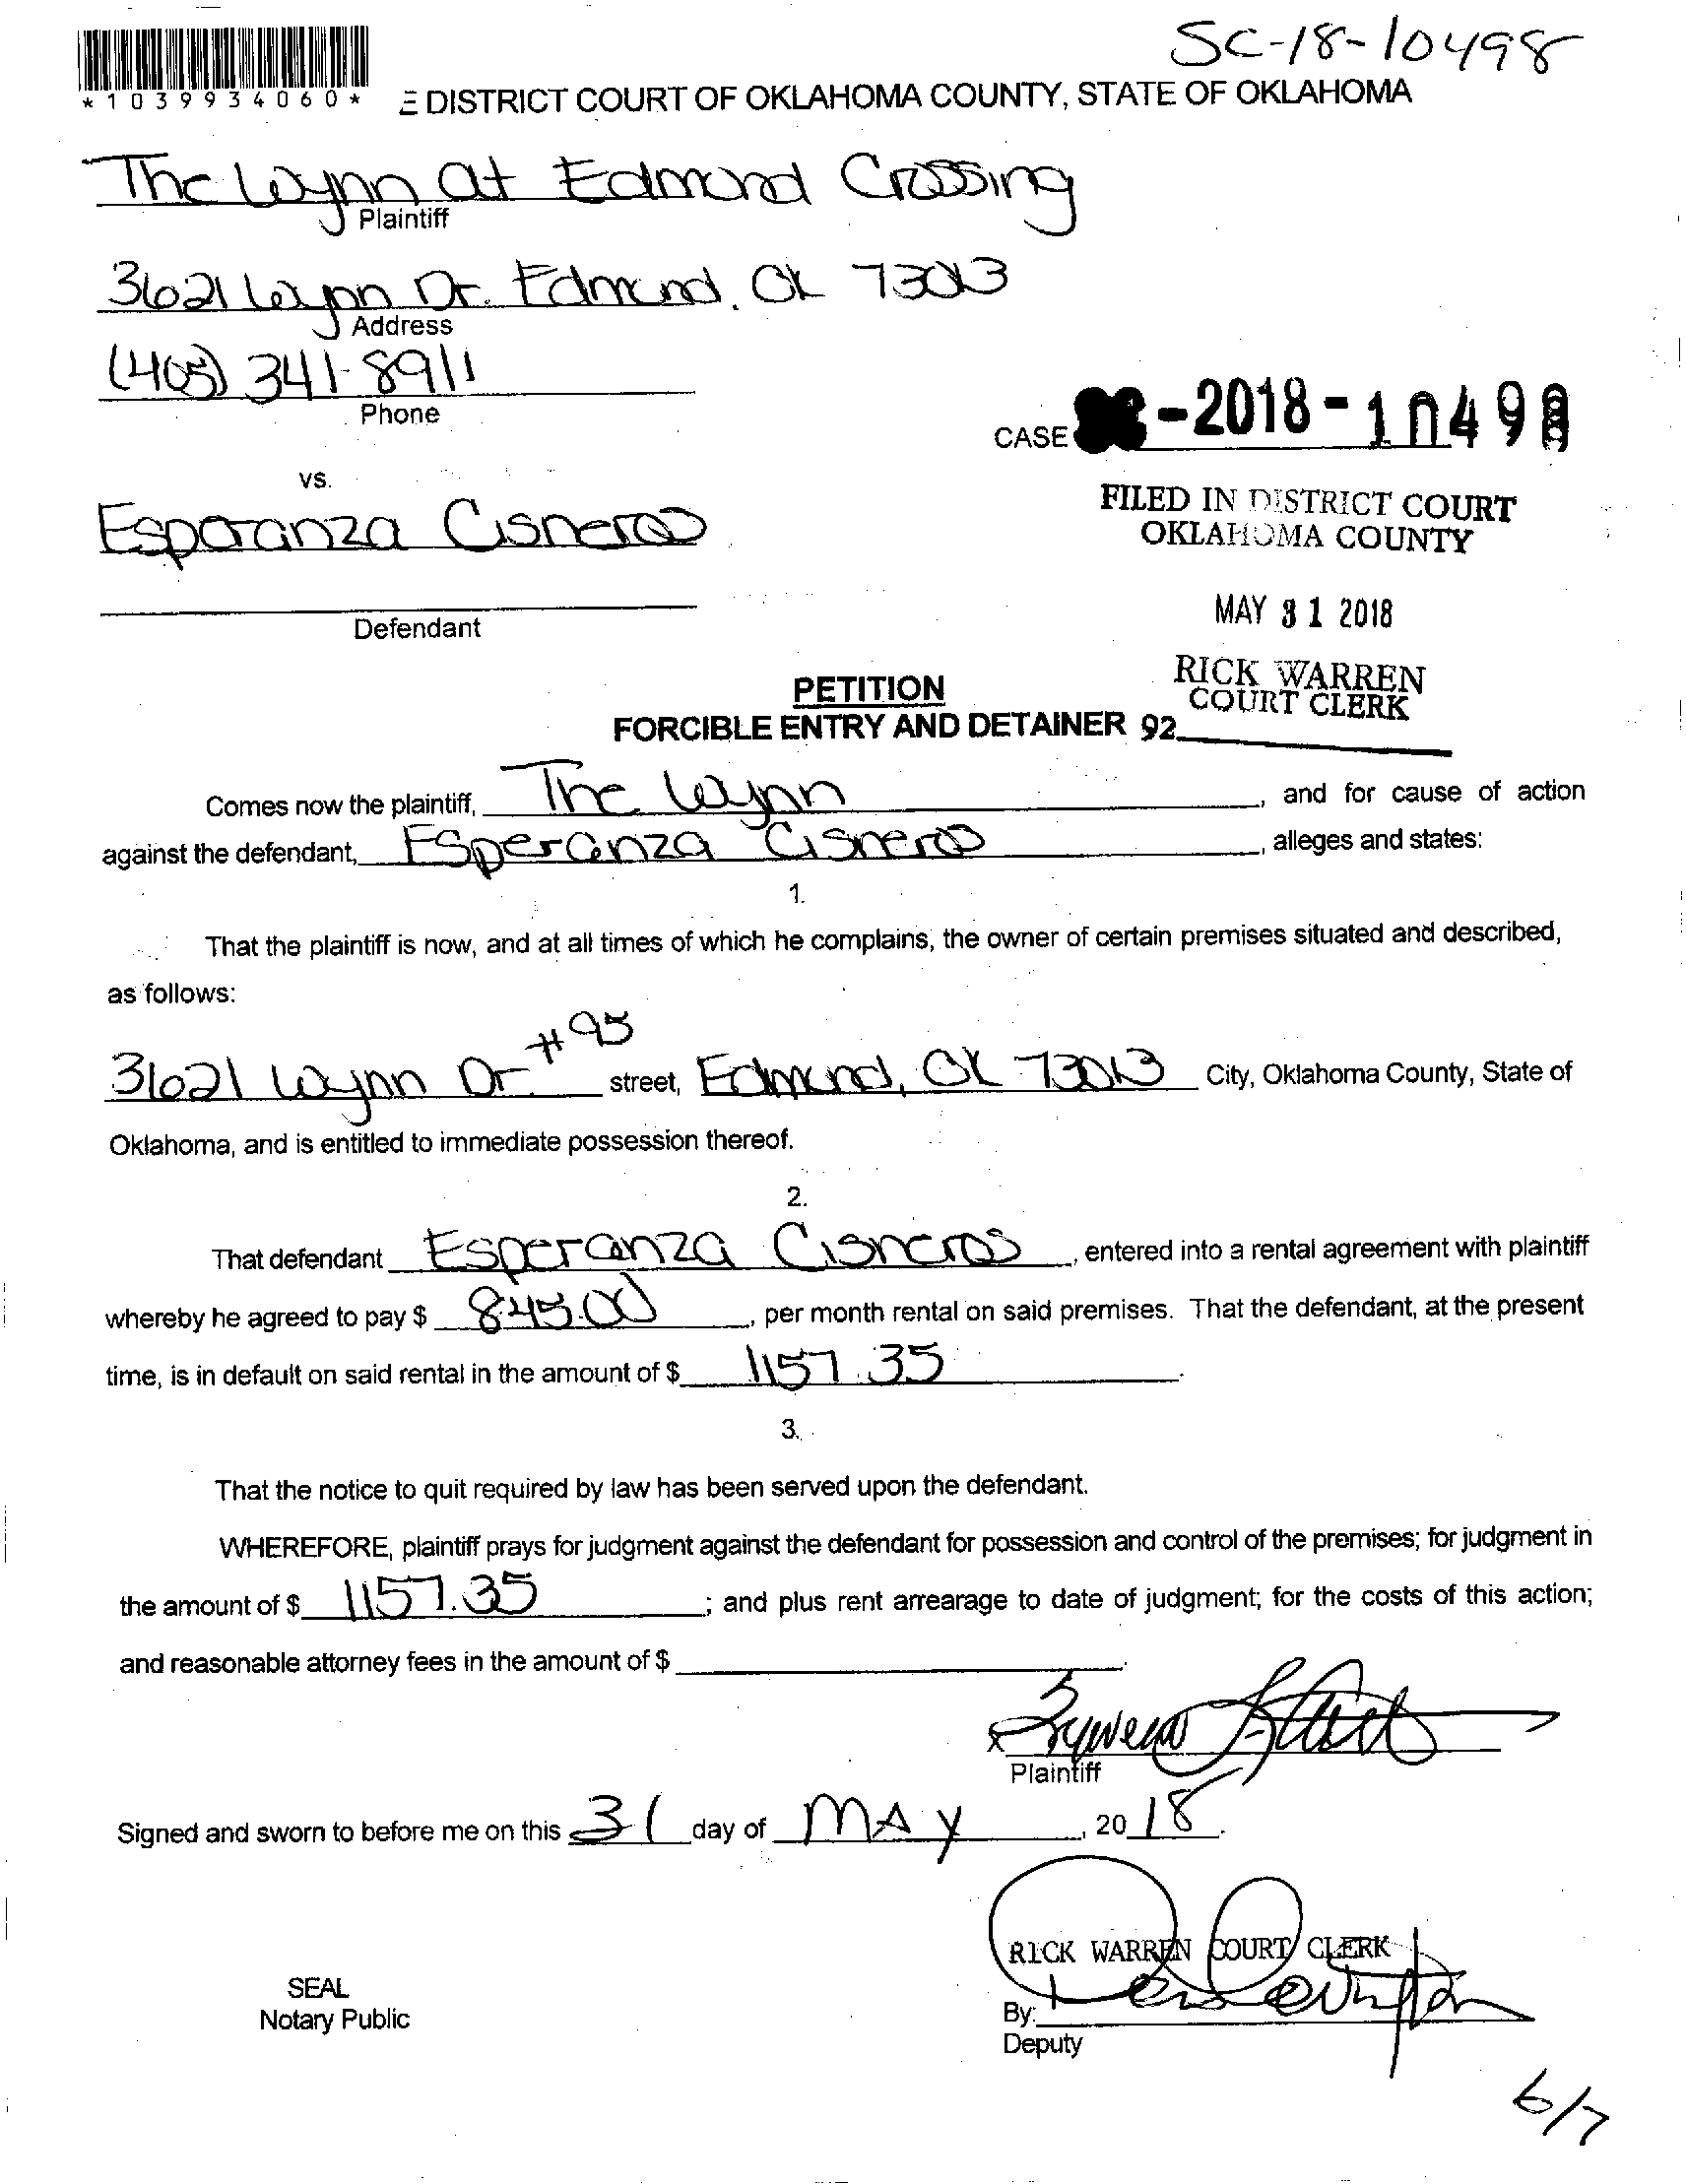 SC-18-10498
*1039934060*
E DISTRICT COURT OF OKLAHOMA COUNTY, STATE OF OKLAHOMA
The Wynn at Edmond Crossing
Plaintiff
3621 Wynn Dr. Edmond, OK 73013
Address
(405) 341-8911
Phone
CASE -2018-10498
vs.
Esperanza Cisneros
FILED IN DISTRICT COURT
OKLAHOMA COUNTY
Defendant
MAY 31 2018
RICK WARREN
COURT CLERK
PETITION
FORCIBLE ENTRY AND DETAINER 92
Comes now the plaintiff, The Wynn, and for cause of action
against the defendant, Esperanza Cisneros, alleges and states:
1.
That the plaintiff is now, and at all times of which he complains, the owner of certain premises situated and described,
as follows:
3621 Wynn Dr. #95 street, Edmond, OK 73013 City, Oklahoma County, State of
Oklahoma, and is entitled to immediate possession thereof.
2.
That defendant Esperanza Cisneros, entered into a rental agreement with plaintiff
whereby he agreed to pay $ 845.00, per month rental on said premises. That the defendant, at the present
time, is in default on said rental in the amount of $ 1157.35.
3.
That the notice to quit required by law has been served upon the defendant.
WHEREFORE, plaintiff prays for judgment against the defendant for possession and control of the premises; for judgment in
the amount of $ 1157.35; and plus rent arrearage to date of judgment; for the costs of this action;
and reasonable attorney fees in the amount of $
x
Plaintiff
Signed and sworn to before me on this 31 day of MAY, 2018.
RICK WARREN COURT CLERK
SEAL
Notary Public
By:
Deputy
6/7